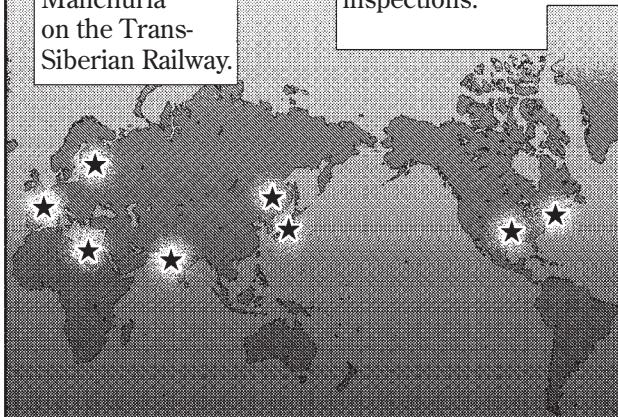 Manchuria
on the Trans-
Siberian Railway.
inspections.